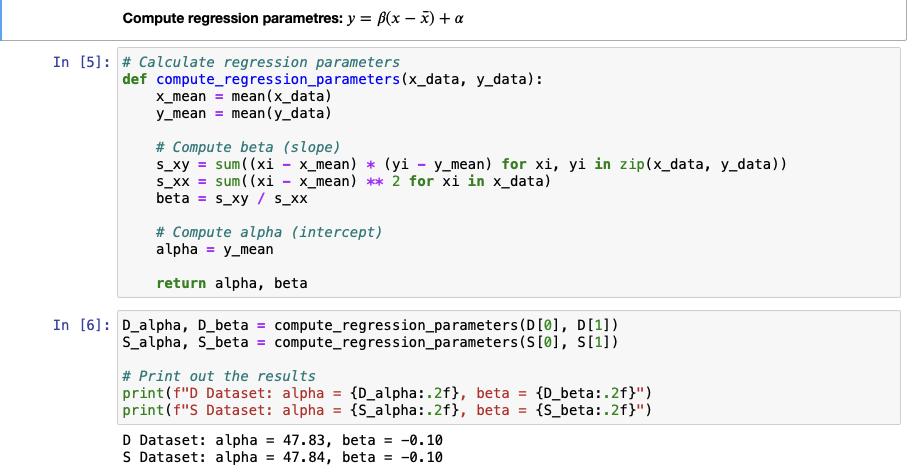 Compute regression parametres: y = β(x − x̄) + α
In [5]: # Calculate regression parameters
def compute_regression_parameters(x_data, y_data):
    x_mean = mean(x_data)
    y_mean = mean(y_data)
    # Compute beta (slope)
    s_xy = sum((xi - x_mean) * (yi - y_mean) for xi, yi in zip(x_data, y_data))
    s_xx = sum((xi - x_mean) ** 2 for xi in x_data)
    beta = s_xy / s_xx
    # Compute alpha (intercept)
    alpha = y_mean
    return alpha, beta
In [6]: D_alpha, D_beta = compute_regression_parameters(D[0], D[1])
S_alpha, S_beta = compute_regression_parameters(S[0], S[1])
# Print out the results
print(f"D Dataset: alpha = {D_alpha:.2f}, beta = {D_beta:.2f}")
print(f"S Dataset: alpha = {S_alpha:.2f}, beta = {S_beta:.2f}")
D Dataset: alpha = 47.83, beta = -0.10
S Dataset: alpha = 47.84, beta = -0.10